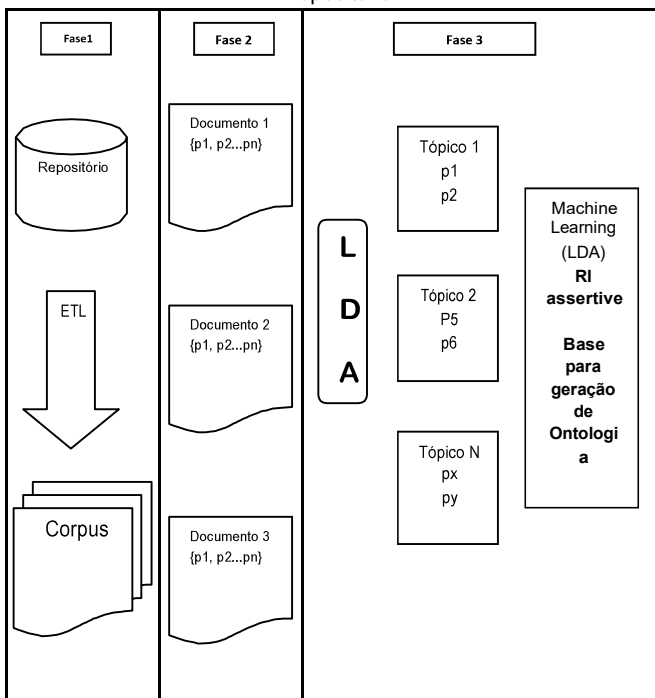 Fase1
Repositório
ETL
Corpus
Fase 2
Documento 1
{p1, p2...pn}
Documento 2
{p1, p2...pn}
Documento 3
{p1, p2...pn}
Fase 3
L
D
A
Tópico 1
p1
p2
Tópico 2
P5
p6
Tópico N
px
py
Machine
Learning
(LDA)
RI
assertive
Base
para
geração
de
Ontologi
a